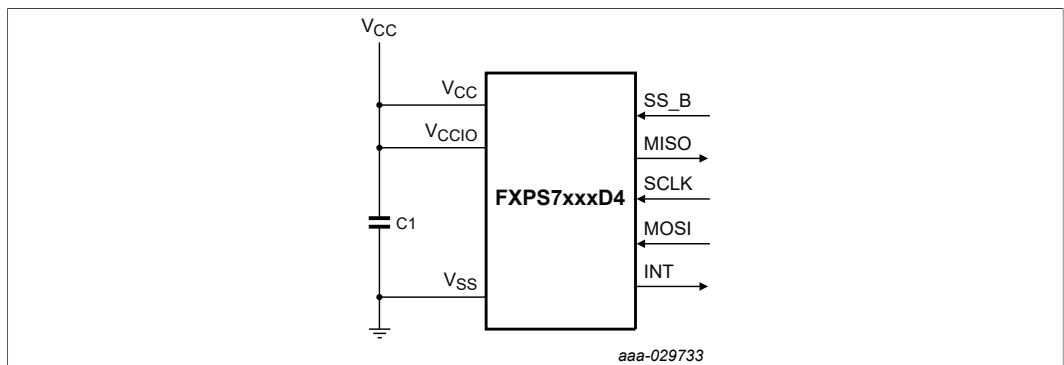 VCC
VCC
SS_B
VCCIO
MISO
SCLK
FXPS7xxxD4
C1
MOSI
INT
VSS
aaa-029733